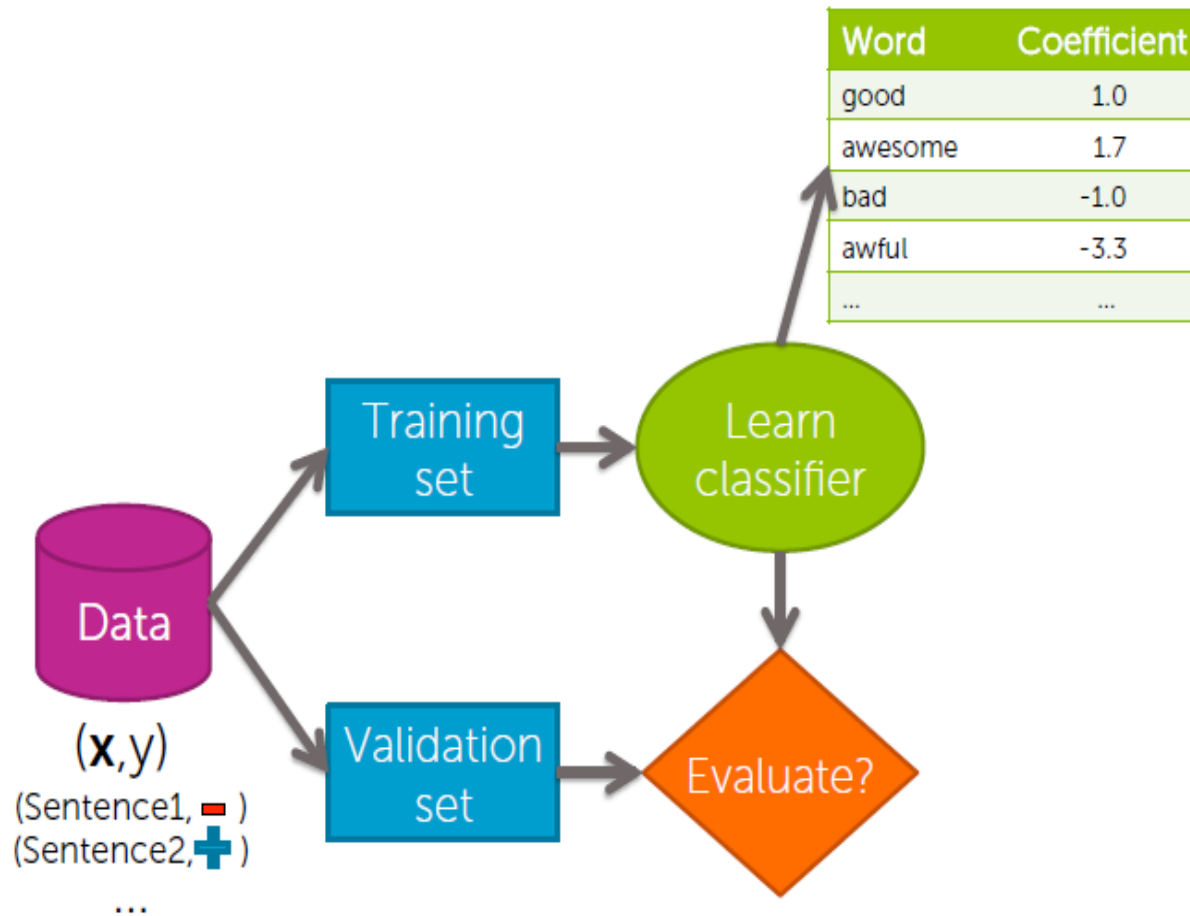 Word Coefficient
good 1.0
awesome 1.7
bad -1.0
awful -3.3
... ...
Training
set
Learn
classifier
Data
(x,y)
(Sentence1, - )
(Sentence2, + )
...
Validation
set
Evaluate?